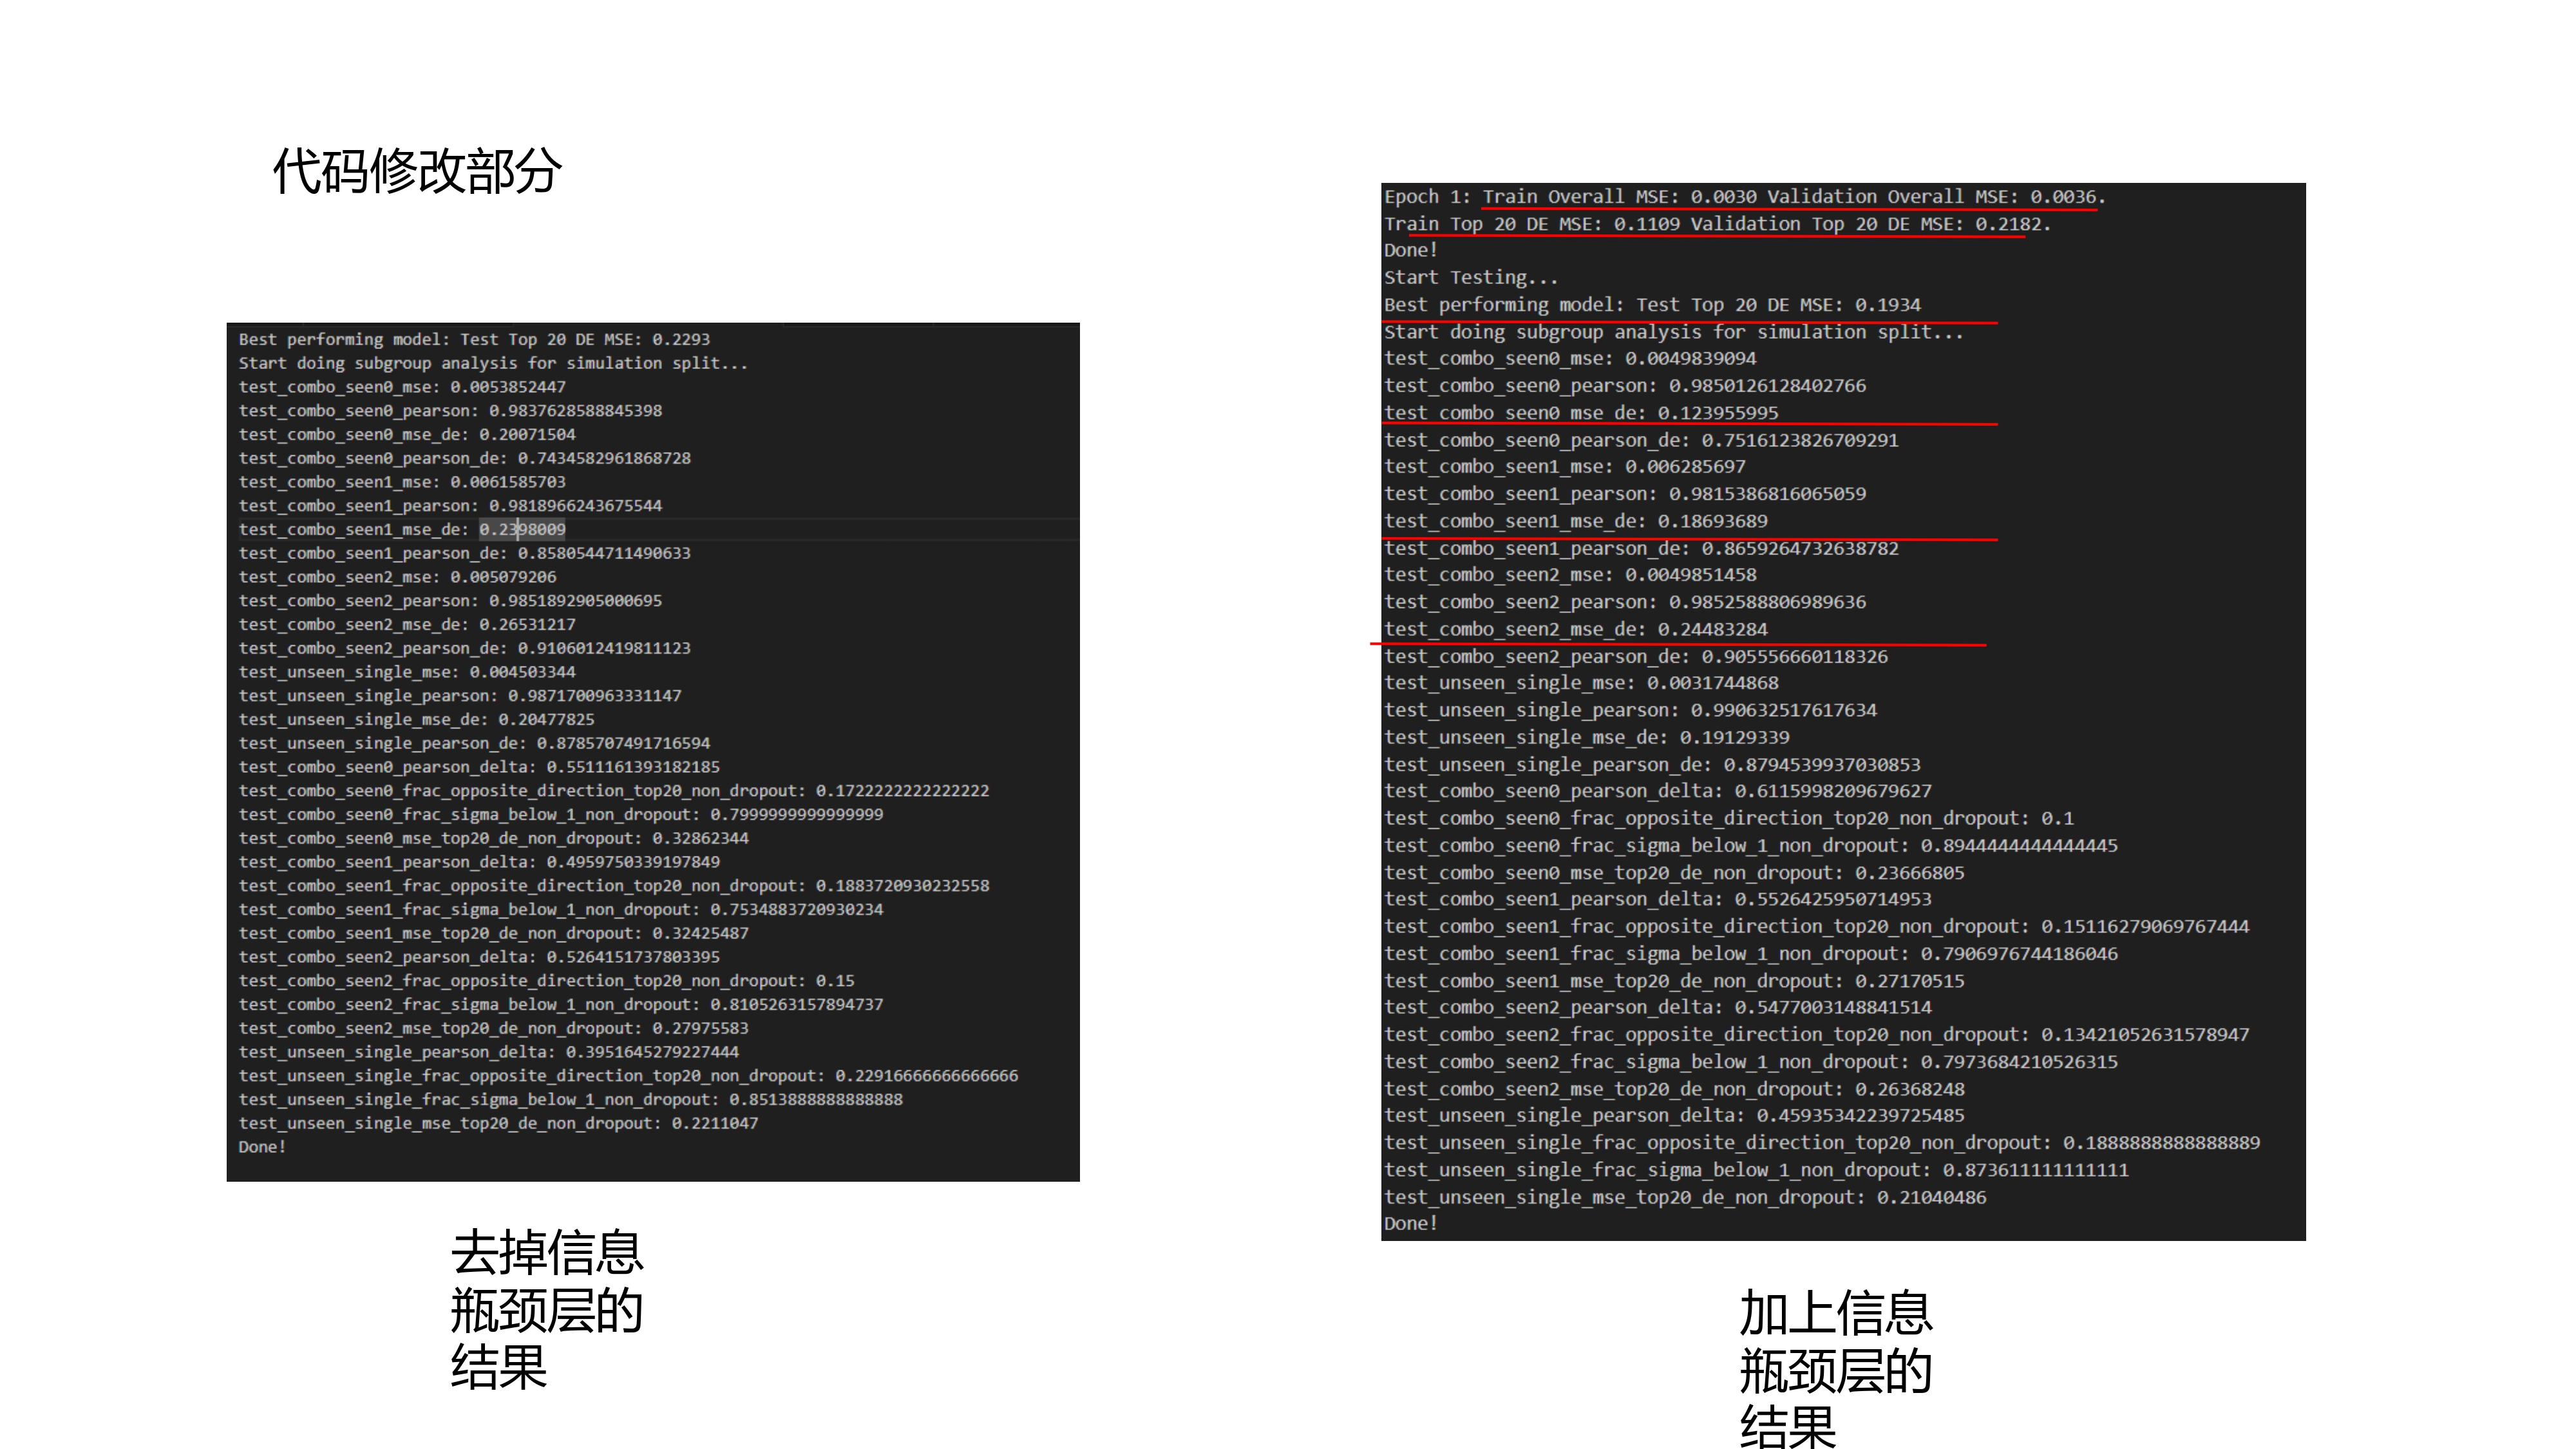 代码修改部分
Best performing model: Test Top 20 DE MSE: 0.2293
Start doing subgroup analysis for simulation split...
test_combo_seen0_mse: 0.0053852447
test_combo_seen0_pearson: 0.9837628588845398
test_combo_seen0_mse_de: 0.20071504
test_combo_seen0_pearson_de: 0.7434582961868728
test_combo_seen1_mse: 0.0061585703
test_combo_seen1_pearson: 0.9818966243675544
test_combo_seen1_mse_de: 0.2398009
test_combo_seen1_pearson_de: 0.8580544711490633
test_combo_seen2_mse: 0.005079206
test_combo_seen2_pearson: 0.9851892905000695
test_combo_seen2_mse_de: 0.26531217
test_combo_seen2_pearson_de: 0.9106012419811123
test_unseen_single_mse: 0.004503344
test_unseen_single_pearson: 0.9871700963331147
test_unseen_single_mse_de: 0.20477825
test_unseen_single_pearson_de: 0.8785707491716594
test_combo_seen0_pearson_delta: 0.5511161393182185
test_combo_seen0_frac_opposite_direction_top20_non_dropout: 0.1722222222222222
test_combo_seen0_frac_sigma_below_1_non_dropout: 0.7999999999999999
test_combo_seen0_mse_top20_de_non_dropout: 0.32862344
test_combo_seen1_pearson_delta: 0.4959750339197849
test_combo_seen1_frac_opposite_direction_top20_non_dropout: 0.1883720930232558
test_combo_seen1_frac_sigma_below_1_non_dropout: 0.7534883720930234
test_combo_seen1_mse_top20_de_non_dropout: 0.32425487
test_combo_seen2_pearson_delta: 0.5264151737803395
test_combo_seen2_frac_opposite_direction_top20_non_dropout: 0.15
test_combo_seen2_frac_sigma_below_1_non_dropout: 0.8105263157894737
test_combo_seen2_mse_top20_de_non_dropout: 0.27975583
test_unseen_single_pearson_delta: 0.3951645279227444
test_unseen_single_frac_opposite_direction_top20_non_dropout: 0.22916666666666666
test_unseen_single_frac_sigma_below_1_non_dropout: 0.8513888888888888
test_unseen_single_mse_top20_de_non_dropout: 0.2211047
Done!
去掉信息
瓶颈层的
结果
Epoch 1: Train Overall MSE: 0.0030 Validation Overall MSE: 0.0036.
Train Top 20 DE MSE: 0.1109 Validation Top 20 DE MSE: 0.2182.
Done!
Start Testing...
Best performing model: Test Top 20 DE MSE: 0.1934
Start doing subgroup analysis for simulation split...
test_combo_seen0_mse: 0.0049839094
test_combo_seen0_pearson: 0.9850126128402766
test_combo_seen0_mse_de: 0.123955995
test_combo_seen0_pearson_de: 0.7516123826709291
test_combo_seen1_mse: 0.006285697
test_combo_seen1_pearson: 0.9815386816065059
test_combo_seen1_mse_de: 0.18693689
test_combo_seen1_pearson_de: 0.8659264732638782
test_combo_seen2_mse: 0.0049851458
test_combo_seen2_pearson: 0.9852588806989636
test_combo_seen2_mse_de: 0.24483284
test_combo_seen2_pearson_de: 0.905556660118326
test_unseen_single_mse: 0.0031744868
test_unseen_single_pearson: 0.990632517617634
test_unseen_single_mse_de: 0.19129339
test_unseen_single_pearson_de: 0.8794539937030853
test_combo_seen0_pearson_delta: 0.6115998209679627
test_combo_seen0_frac_opposite_direction_top20_non_dropout: 0.1
test_combo_seen0_frac_sigma_below_1_non_dropout: 0.8944444444444445
test_combo_seen0_mse_top20_de_non_dropout: 0.23666805
test_combo_seen1_pearson_delta: 0.5526425950714953
test_combo_seen1_frac_opposite_direction_top20_non_dropout: 0.15116279069767444
test_combo_seen1_frac_sigma_below_1_non_dropout: 0.7906976744186046
test_combo_seen1_mse_top20_de_non_dropout: 0.27170515
test_combo_seen2_pearson_delta: 0.5477003148841514
test_combo_seen2_frac_opposite_direction_top20_non_dropout: 0.13421052631578947
test_combo_seen2_frac_sigma_below_1_non_dropout: 0.7973684210526315
test_combo_seen2_mse_top20_de_non_dropout: 0.26368248
test_unseen_single_pearson_delta: 0.45935342239725485
test_unseen_single_frac_opposite_direction_top20_non_dropout: 0.1888888888888889
test_unseen_single_frac_sigma_below_1_non_dropout: 0.873611111111111
test_unseen_single_mse_top20_de_non_dropout: 0.21040486
Done!
加上信息
瓶颈层的
结果